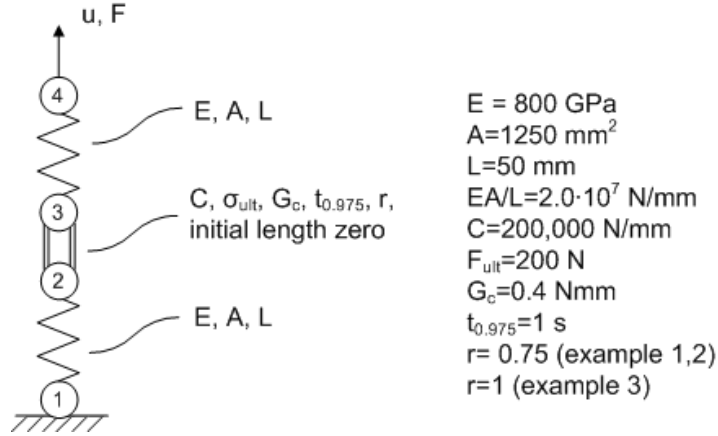 u, F
4
E, A, L
3
C, σult, Gc, t0.975, r,
initial length zero
2
E, A, L
1
E = 800 GPa
A=1250 mm²
L=50 mm
EA/L=2.0·10⁷ N/mm
C=200,000 N/mm
Fult=200 N
Gc=0.4 Nmm
t0.975=1 s
r= 0.75 (example 1,2)
r=1 (example 3)